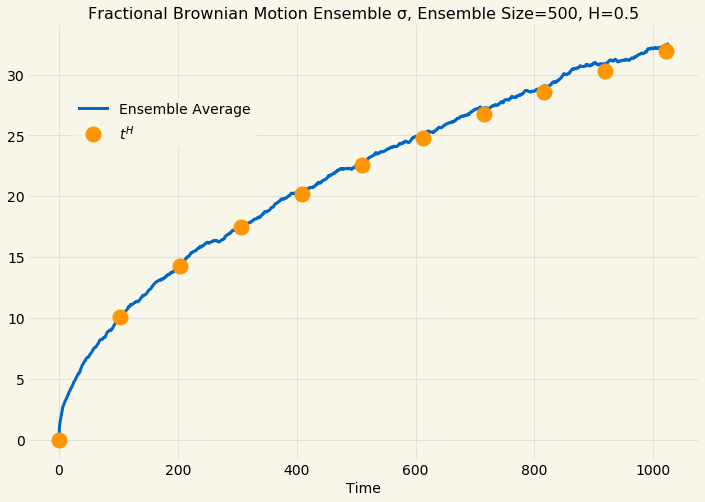 Fractional Brownian Motion Ensemble σ, Ensemble Size=500, H=0.5
30
25
20
15
10
5
0
Ensemble Average
t^H
0 200 400 600 800 1000
Time